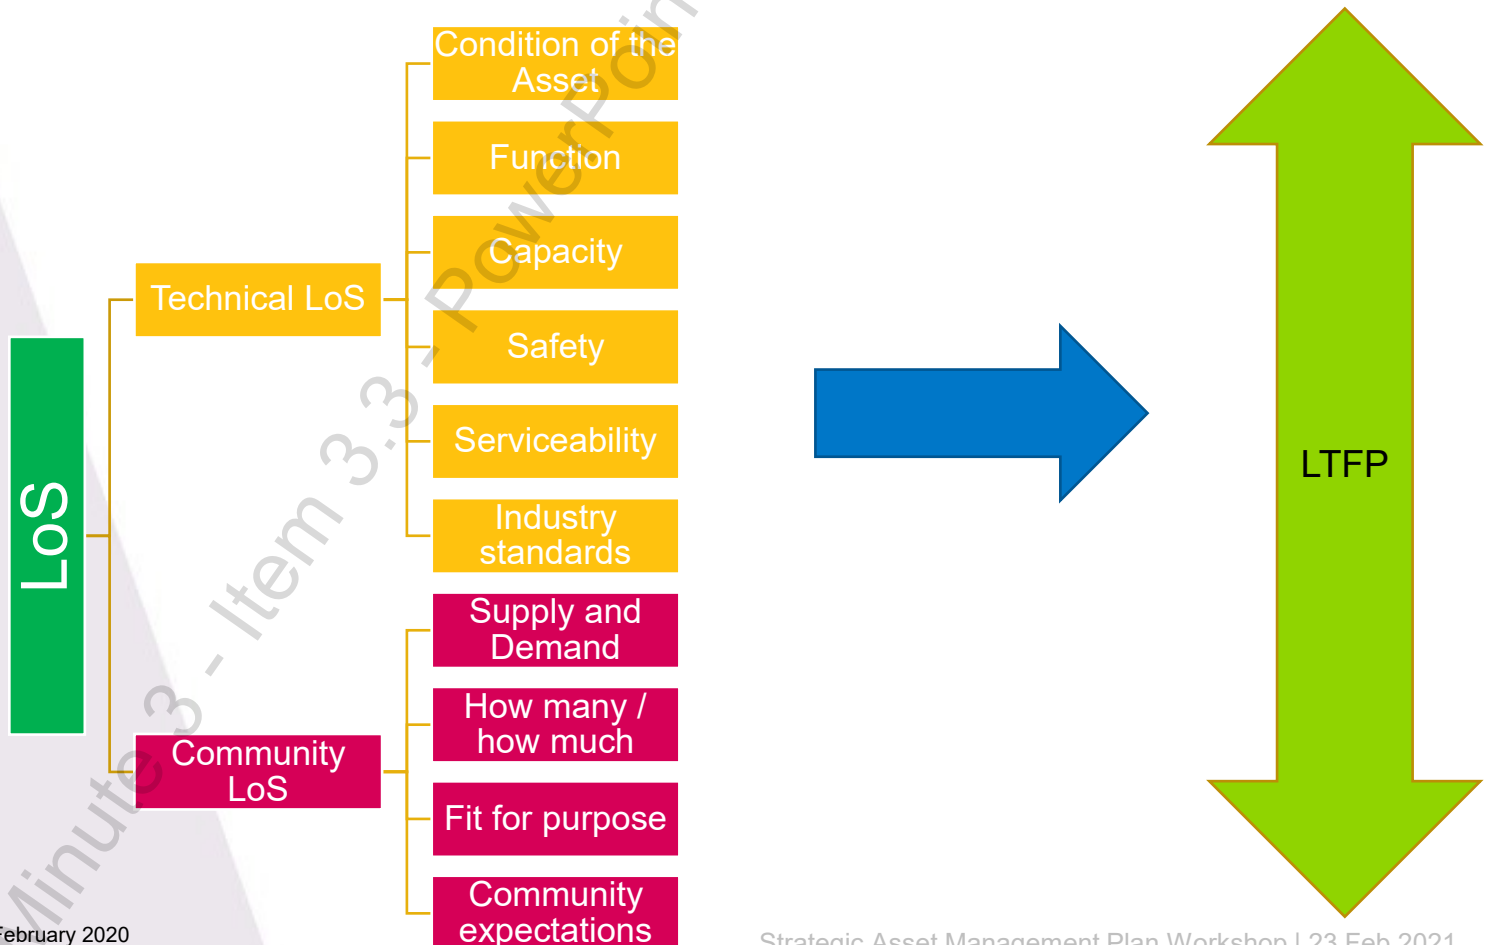 Condition of the
Asset
Function
Capacity
Technical LoS
Safety
Serviceability
Industry
standards
LoS
Supply and
Demand
How many /
how much
Community
LoS
Fit for purpose
Community
expectations
LTFP
February 2020
Strategic Asset Management Plan Workshop | 23 Feb 2021
Minute 3 - Item 3.3 - PowerPoin